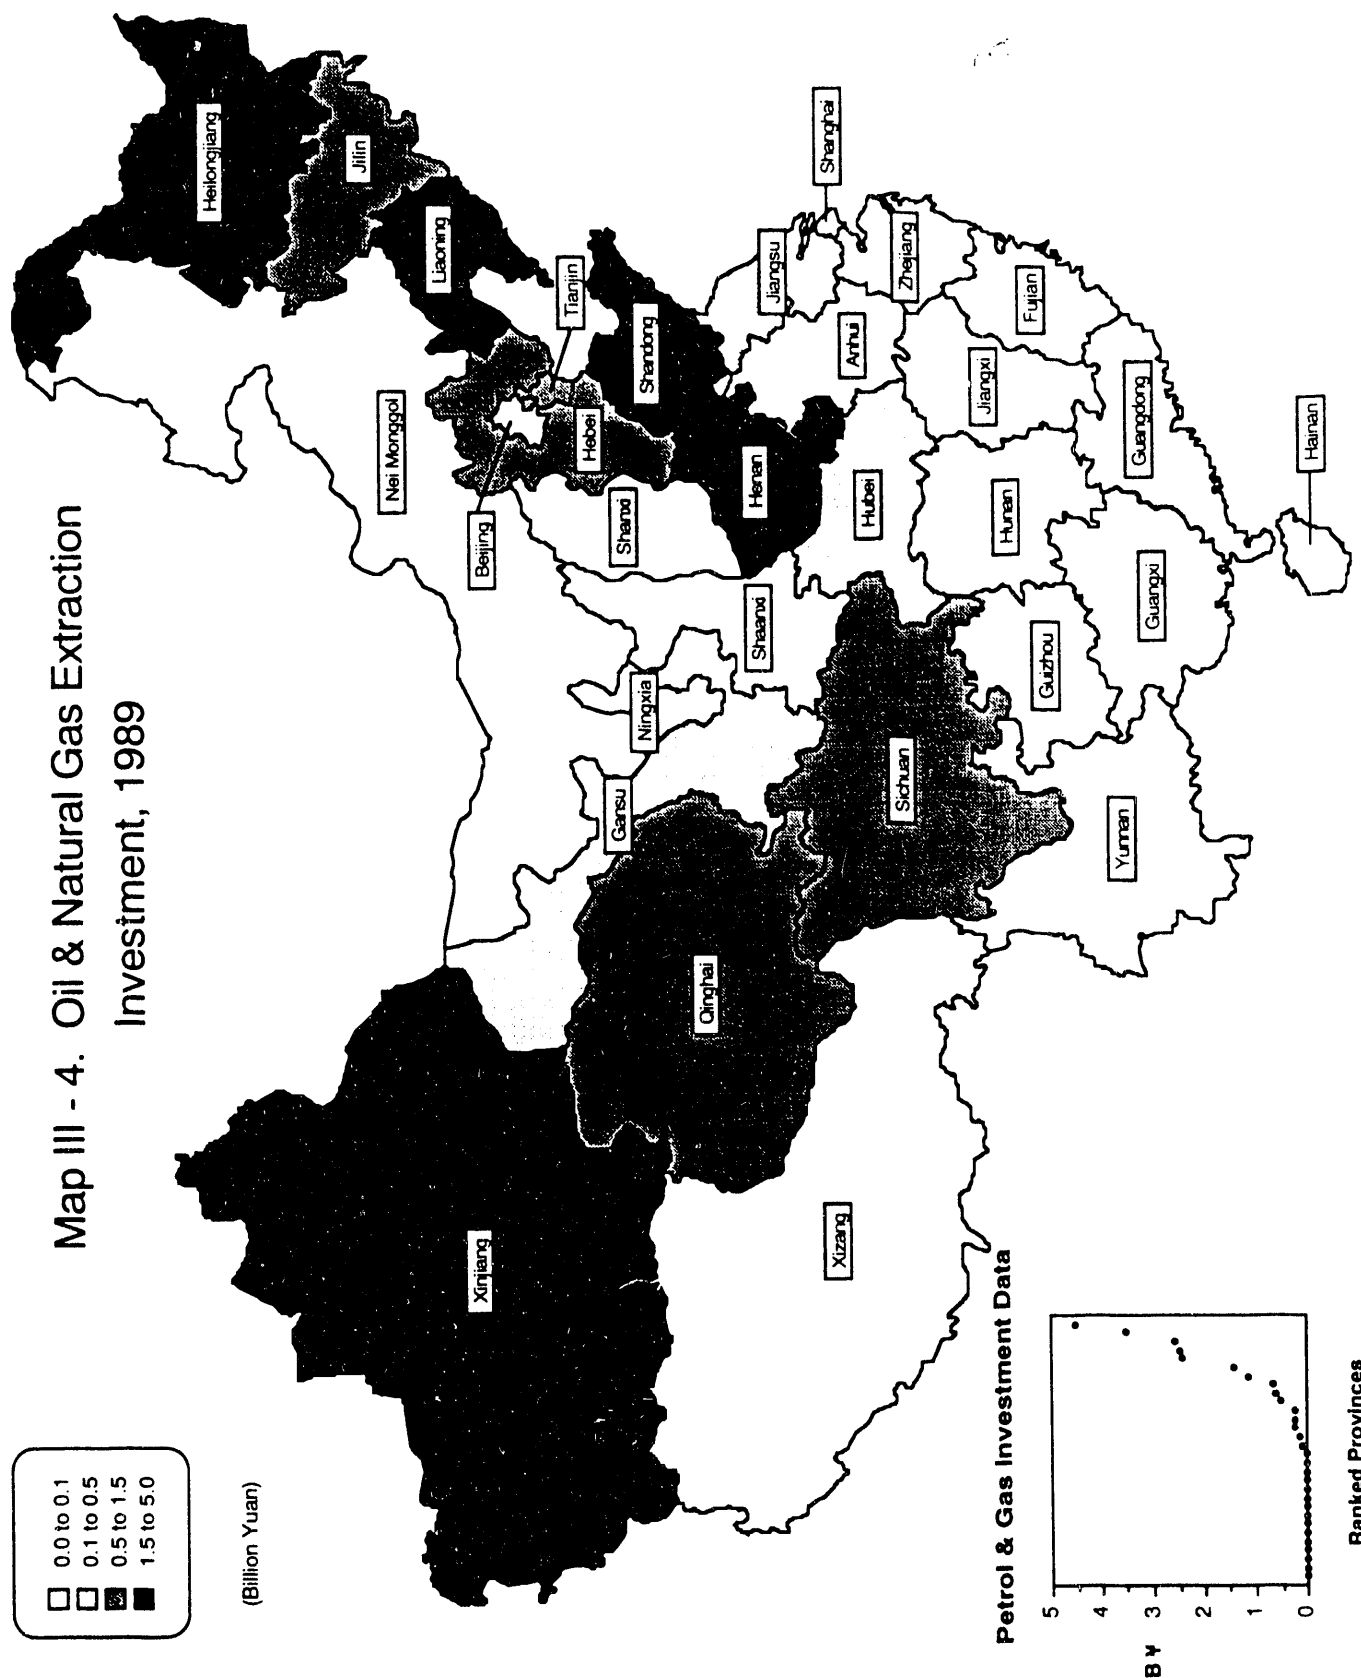 Map III - 4. Oil & Natural Gas Extraction
Investment, 1989
0.0 to 0.1
0.1 to 0.5
0.5 to 1.5
1.5 to 5.0
(Billion Yuan)
Heilongjiang
Jilin
Liaoning
Nei Monggol
Beijing
Tianjin
Hebei
Shandong
Shanxi
Henan
Shaanxi
Ningxia
Gansu
Qinghai
Xinjiang
Xizang
Sichuan
Hubei
Anhui
Jiangsu
Shanghai
Zhejiang
Jiangxi
Fujian
Hunan
Guizhou
Yunnan
Guangxi
Guangdong
Hainan
Petrol & Gas Investment Data
5
4
3
2
1
0
B ¥
Ranked Provinces